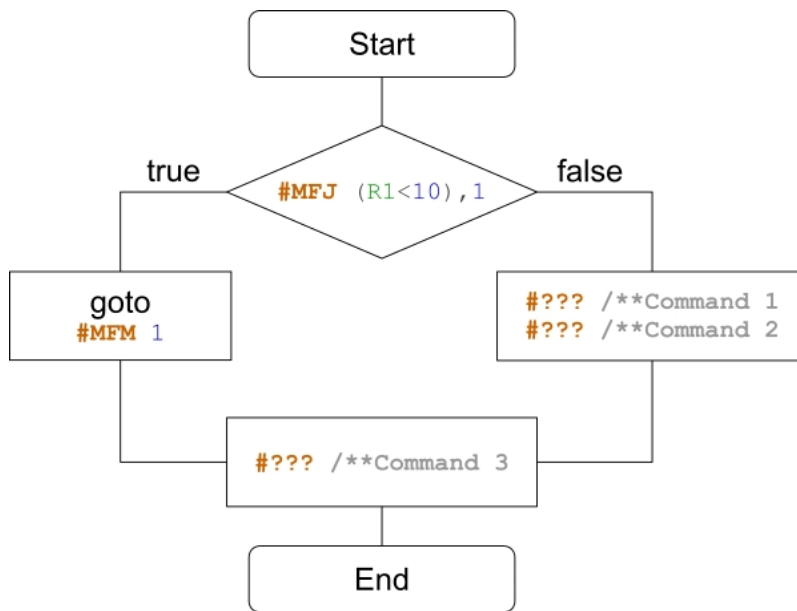 Start
true
false
#MFJ (R1<10),1
goto
#MFM 1
#??? /**Command 1
#??? /**Command 2
#??? /**Command 3
End